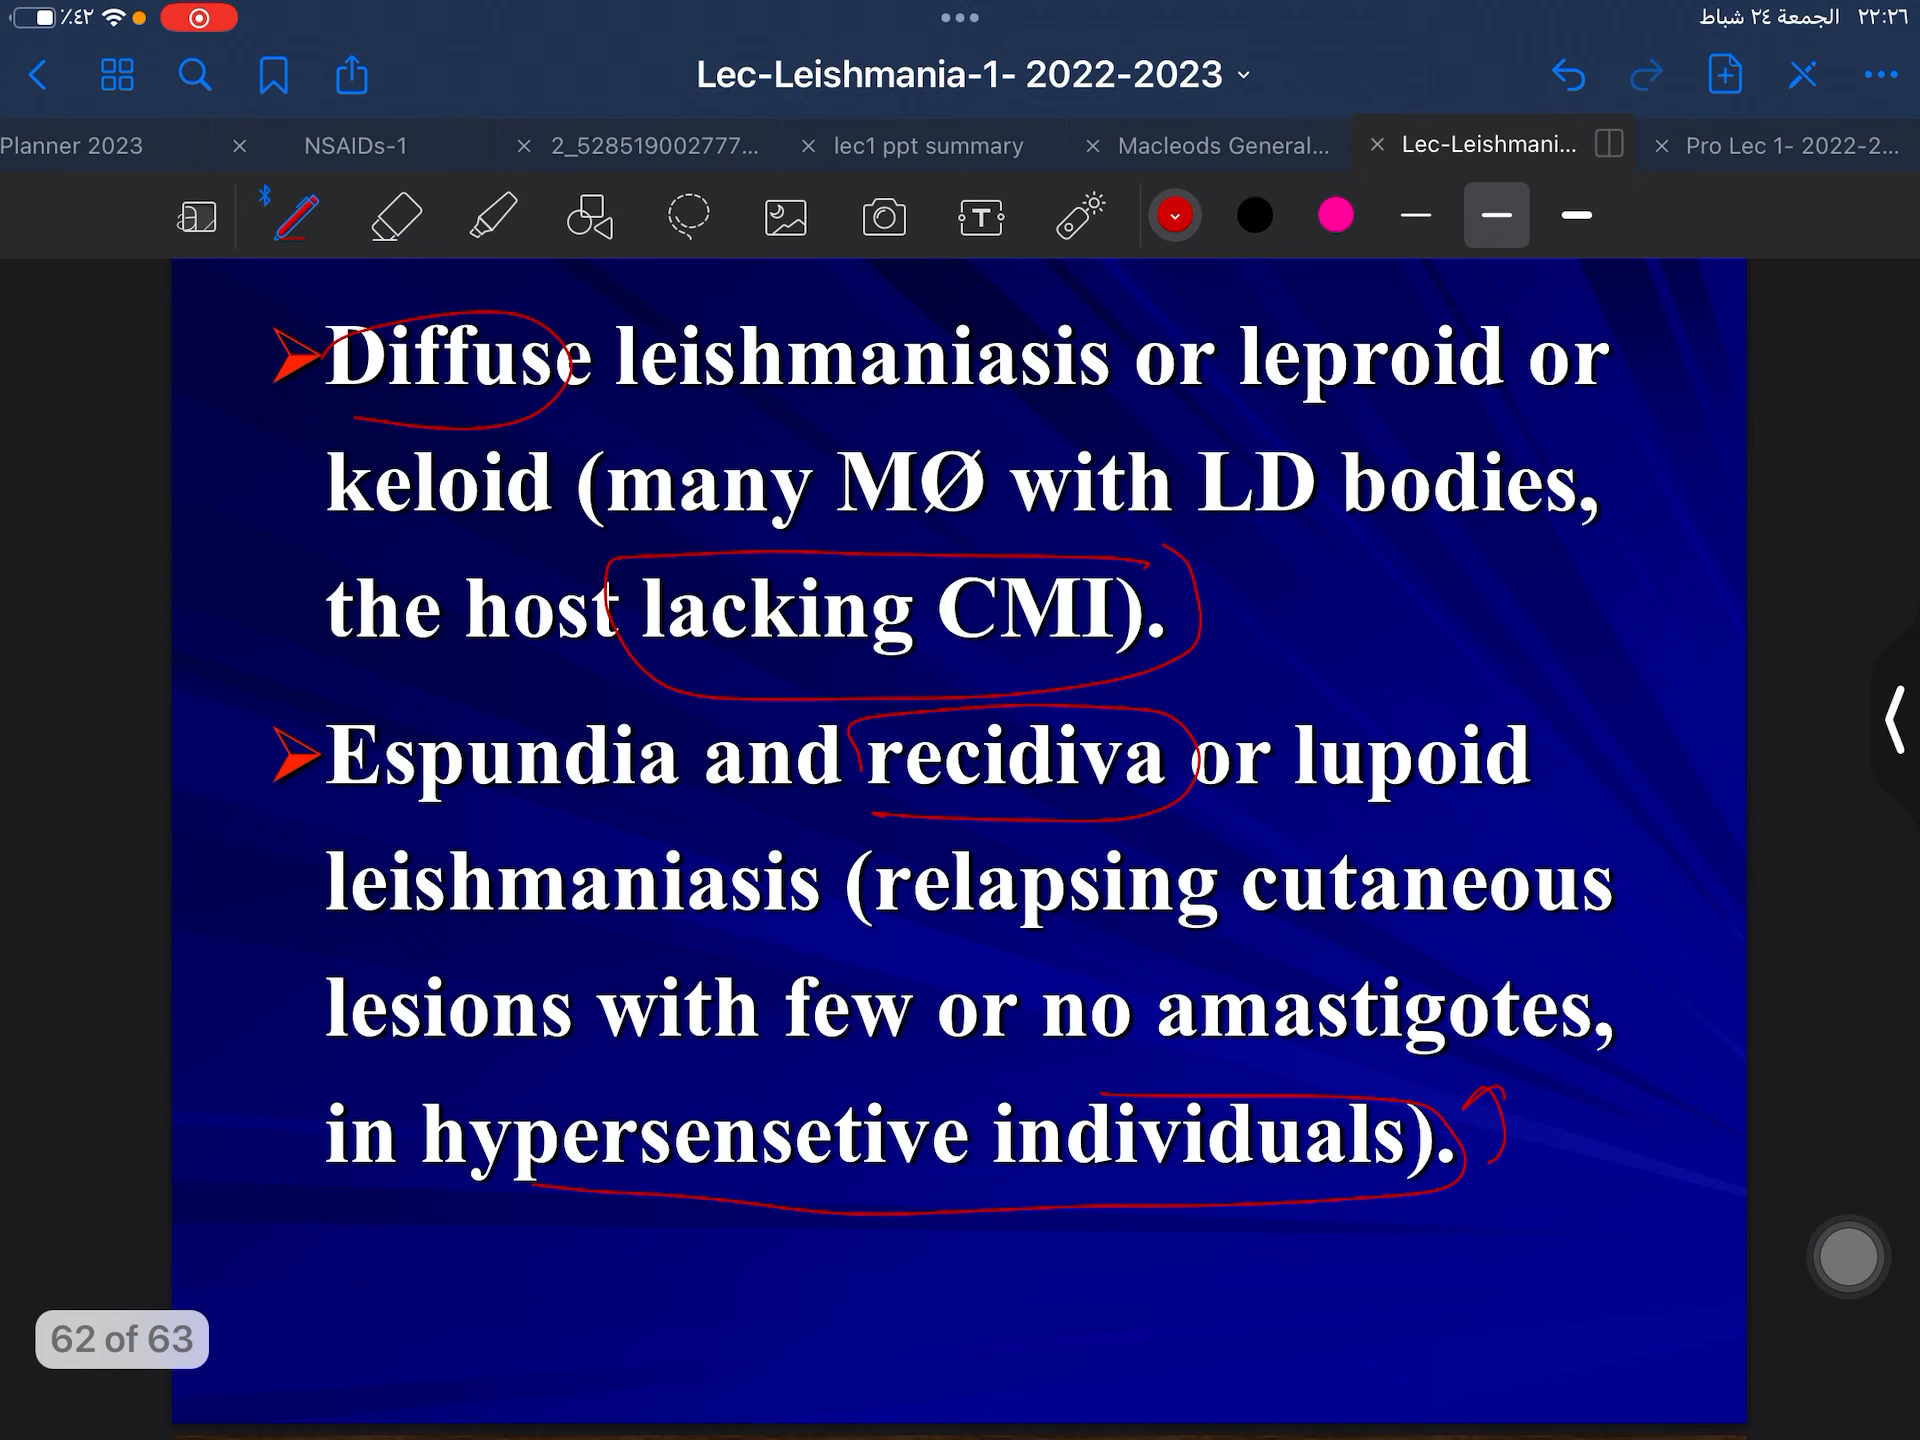 ٪٤٢
الجمعة ٢٤ شباط ٢٢:٢٦
Lec-Leishmania-1- 2022-2023
Planner 2023
NSAIDs-1
2_528519002777...
lec1 ppt summary
Macleods General...
Lec-Leishmani...
Pro Lec 1- 2022-2...
Diffuse leishmaniasis or leproid or
keloid (many MØ with LD bodies,
the host lacking CMI).
Espundia and recidiva or lupoid
leishmaniasis (relapsing cutaneous
lesions with few or no amastigotes,
in hypersensetive individuals).
62 of 63